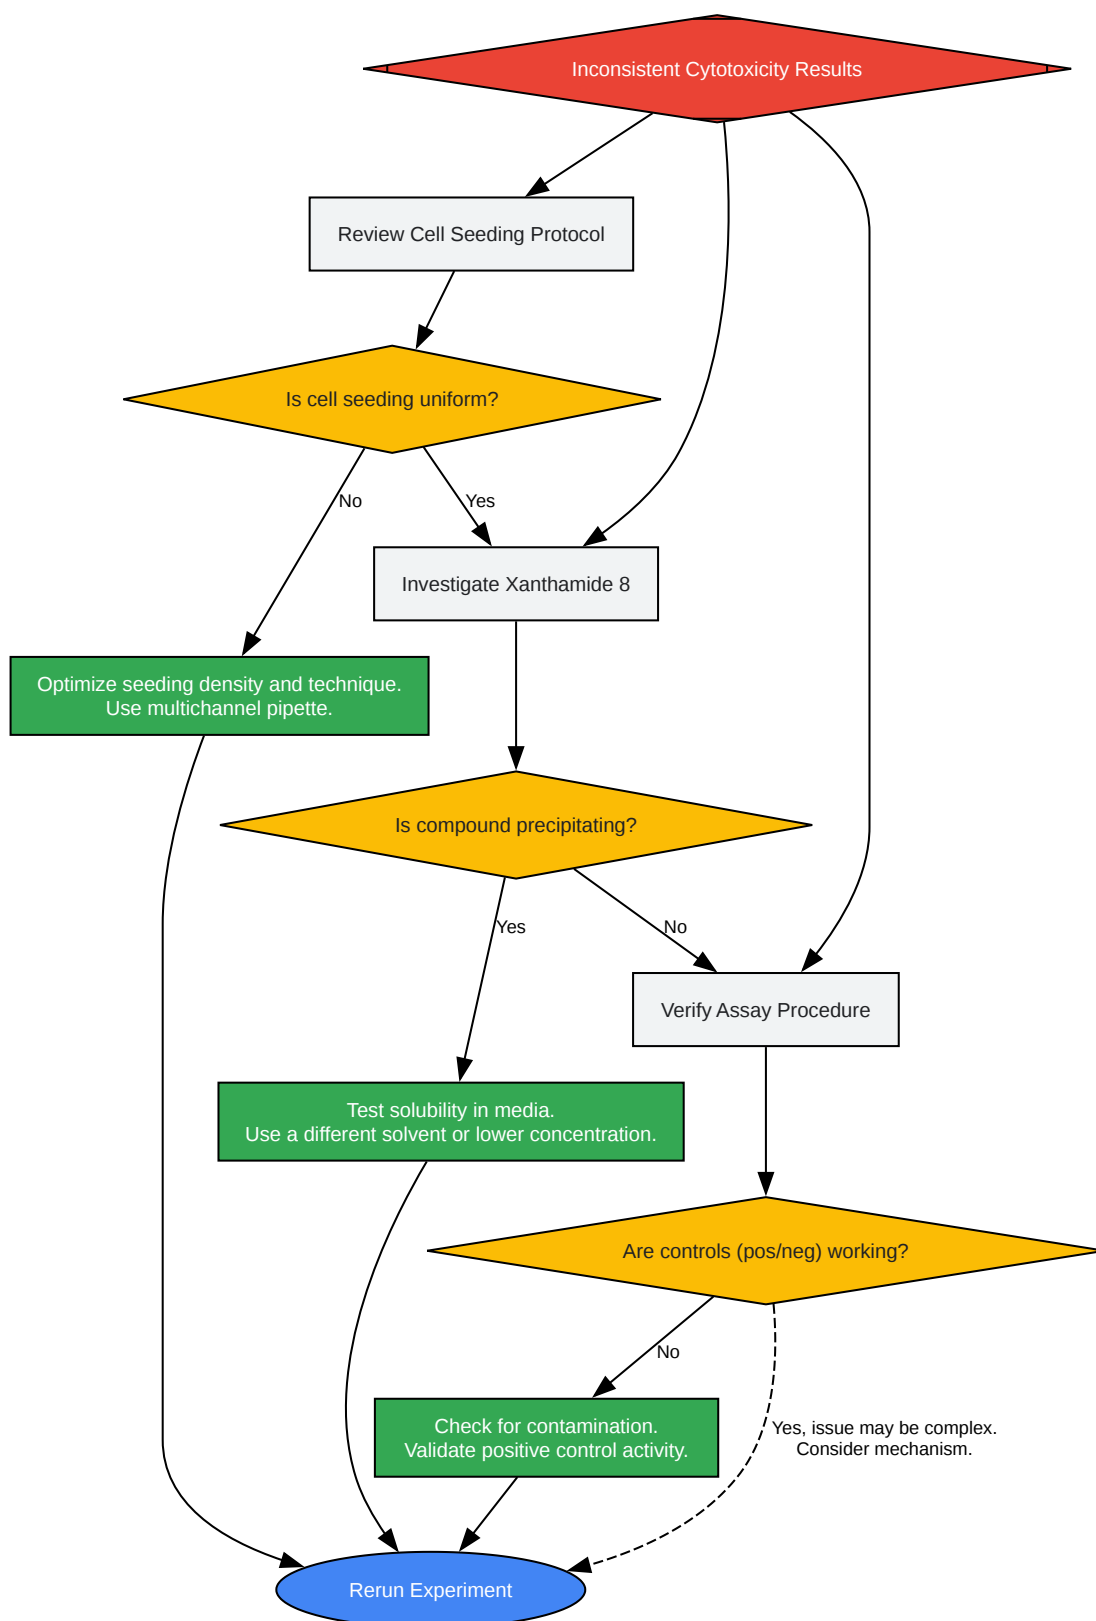 Inconsistent Cytotoxicity Results
Review Cell Seeding Protocol
Is cell seeding uniform?
No
Yes
Investigate Xanthamide 8
Optimize seeding density and technique.
Use multichannel pipette.
Is compound precipitating?
Yes
No
Verify Assay Procedure
Test solubility in media.
Use a different solvent or lower concentration.
Are controls (pos/neg) working?
No
Check for contamination.
Validate positive control activity.
Yes, issue may be complex.
Consider mechanism.
Rerun Experiment